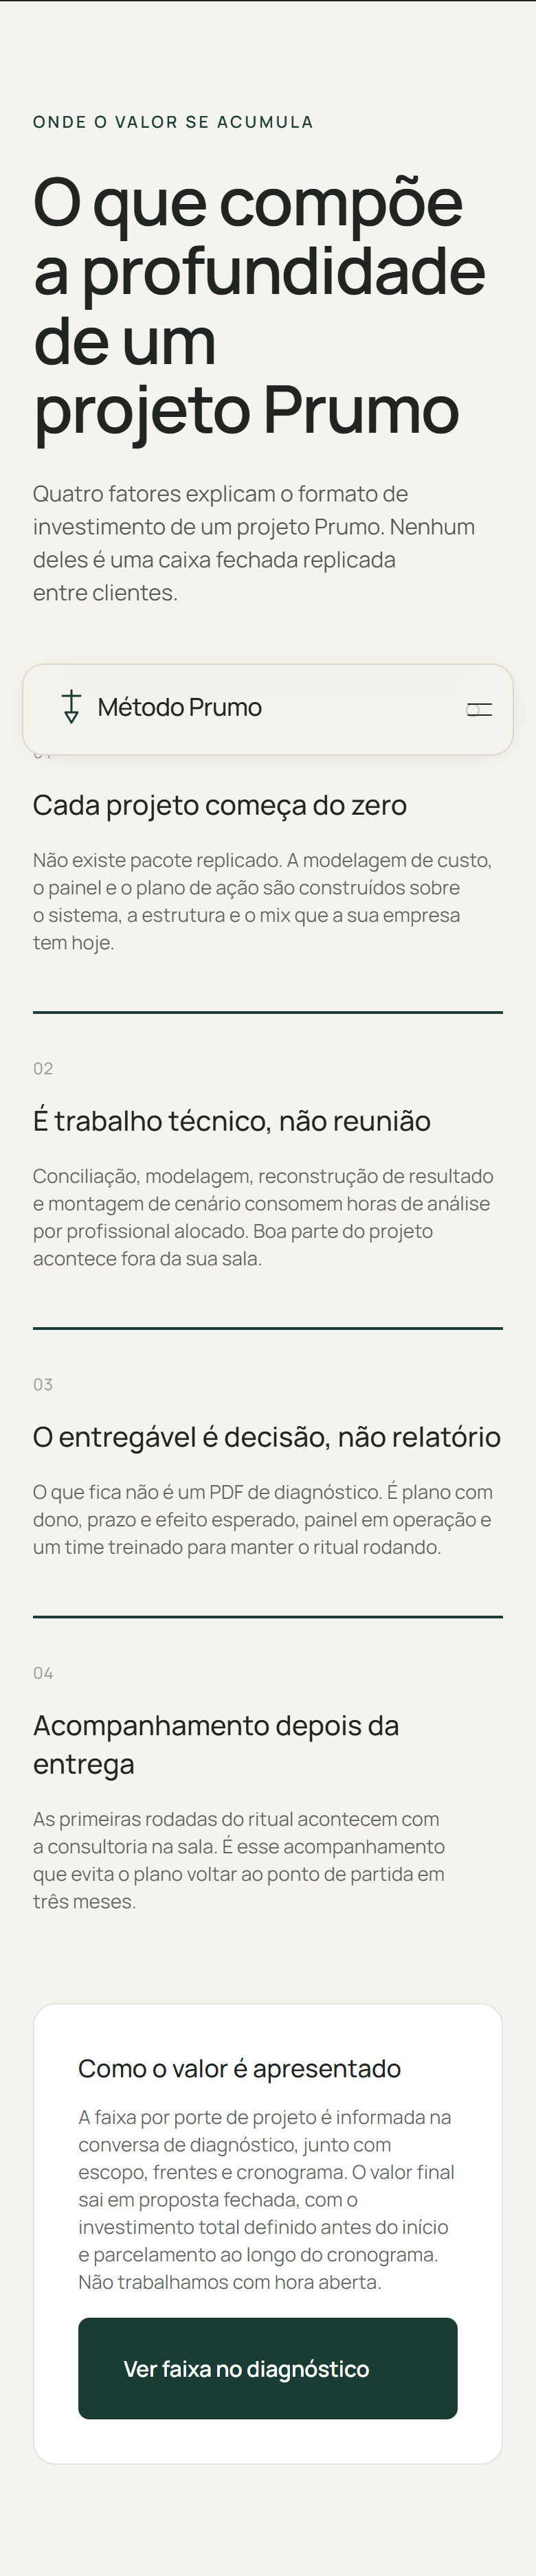 ONDE O VALOR SE ACUMULA
O que compõe
a profundidade
de um
projeto Prumo
Quatro fatores explicam o formato de
investimento de um projeto Prumo. Nenhum
deles é uma caixa fechada replicada
entre clientes.
Método Prumo
Cada projeto começa do zero
Não existe pacote replicado. A modelagem de custo,
o painel e o plano de ação são construídos sobre
o sistema, a estrutura e o mix que a sua empresa
tem hoje.
02
É trabalho técnico, não reunião
Conciliação, modelagem, reconstrução de resultado
e montagem de cenário consomem horas de análise
por profissional alocado. Boa parte do projeto
acontece fora da sua sala.
03
O entregável é decisão, não relatório
O que fica não é um PDF de diagnóstico. É plano com
dono, prazo e efeito esperado, painel em operação e
um time treinado para manter o ritual rodando.
04
Acompanhamento depois da
entrega
As primeiras rodadas do ritual acontecem com
a consultoria na sala. É esse acompanhamento
que evita o plano voltar ao ponto de partida em
três meses.
Como o valor é apresentado
A faixa por porte de projeto é informada na
conversa de diagnóstico, junto com
escopo, frentes e cronograma. O valor final
sai em proposta fechada, com o
investimento total definido antes do início
e parcelamento ao longo do cronograma.
Não trabalhamos com hora aberta.
Ver faixa no diagnóstico